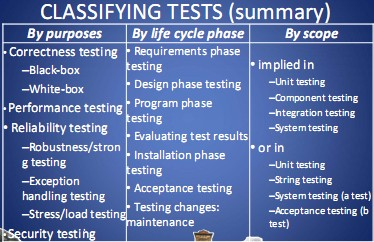 CLASSIFYING TESTS (summary)
By purposes
• Correctness testing
–Black-box
–White-box
• Performance testing
• Reliability testing
–Robustness/stron
g testing
–Exception
handling testing
–Stress/load testing
• Security testing
By life cycle phase
• Requirements phase
testing
• Design phase testing
• Program phase
testing
• Evaluating test results
• Installation phase
testing
• Acceptance testing
• Testing changes:
maintenance
By scope
• implied in
–Unit testing
–Component testing
–Integration testing
–System testing
• or in
–Unit testing
–String testing
–System testing (a test)
–Acceptance testing (b
test)